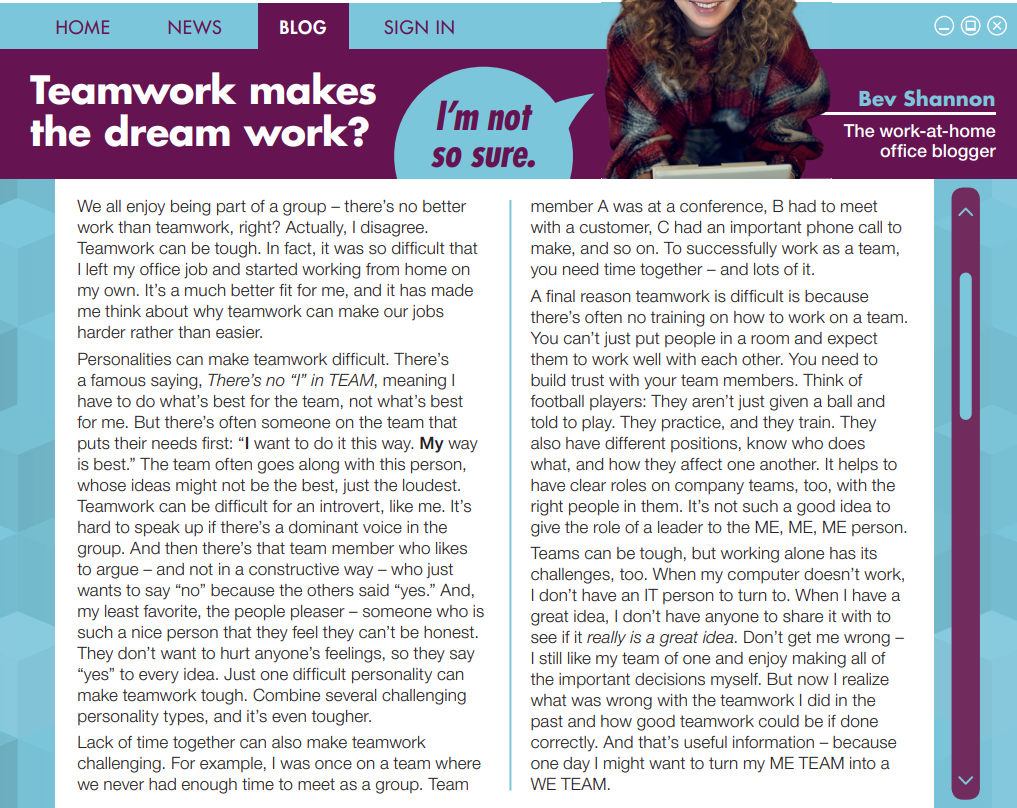 HOME NEWS BLOG SIGN IN
Teamwork makes
the dream work?
I'm not
so sure.
Bev Shannon
The work-at-home
office blogger
We all enjoy being part of a group – there's no better
work than teamwork, right? Actually, I disagree.
Teamwork can be tough. In fact, it was so difficult that
I left my office job and started working from home on
my own. It's a much better fit for me, and it has made
me think about why teamwork can make our jobs
harder rather than easier.
Personalities can make teamwork difficult. There's
a famous saying, There's no “I” in TEAM, meaning I
have to do what's best for the team, not what's best
for me. But there's often someone on the team that
puts their needs first: “I want to do it this way. My way
is best.” The team often goes along with this person,
whose ideas might not be the best, just the loudest.
Teamwork can be difficult for an introvert, like me. It's
hard to speak up if there's a dominant voice in the
group. And then there's that team member who likes
to argue – and not in a constructive way – who just
wants to say “no” because the others said “yes.” And,
my least favorite, the people pleaser – someone who is
such a nice person that they feel they can't be honest.
They don't want to hurt anyone's feelings, so they say
“yes” to every idea. Just one difficult personality can
make teamwork tough. Combine several challenging
personality types, and it's even tougher.
Lack of time together can also make teamwork
challenging. For example, I was once on a team where
we never had enough time to meet as a group. Team
member A was at a conference, B had to meet
with a customer, C had an important phone call to
make, and so on. To successfully work as a team,
you need time together – and lots of it.
A final reason teamwork is difficult is because
there's often no training on how to work on a team.
You can't just put people in a room and expect
them to work well with each other. You need to
build trust with your team members. Think of
football players: They aren't just given a ball and
told to play. They practice, and they train. They
also have different positions, know who does
what, and how they affect one another. It helps to
have clear roles on company teams, too, with the
right people in them. It's not such a good idea to
give the role of a leader to the ME, ME, ME person.
Teams can be tough, but working alone has its
challenges, too. When my computer doesn't work,
I don't have an IT person to turn to. When I have a
great idea, I don't have anyone to share it with to
see if it really is a great idea. Don't get me wrong –
I still like my team of one and enjoy making all of
the important decisions myself. But now I realize
what was wrong with the teamwork I did in the
past and how good teamwork could be if done
correctly. And that's useful information – because
one day I might want to turn my ME TEAM into a
WE TEAM.